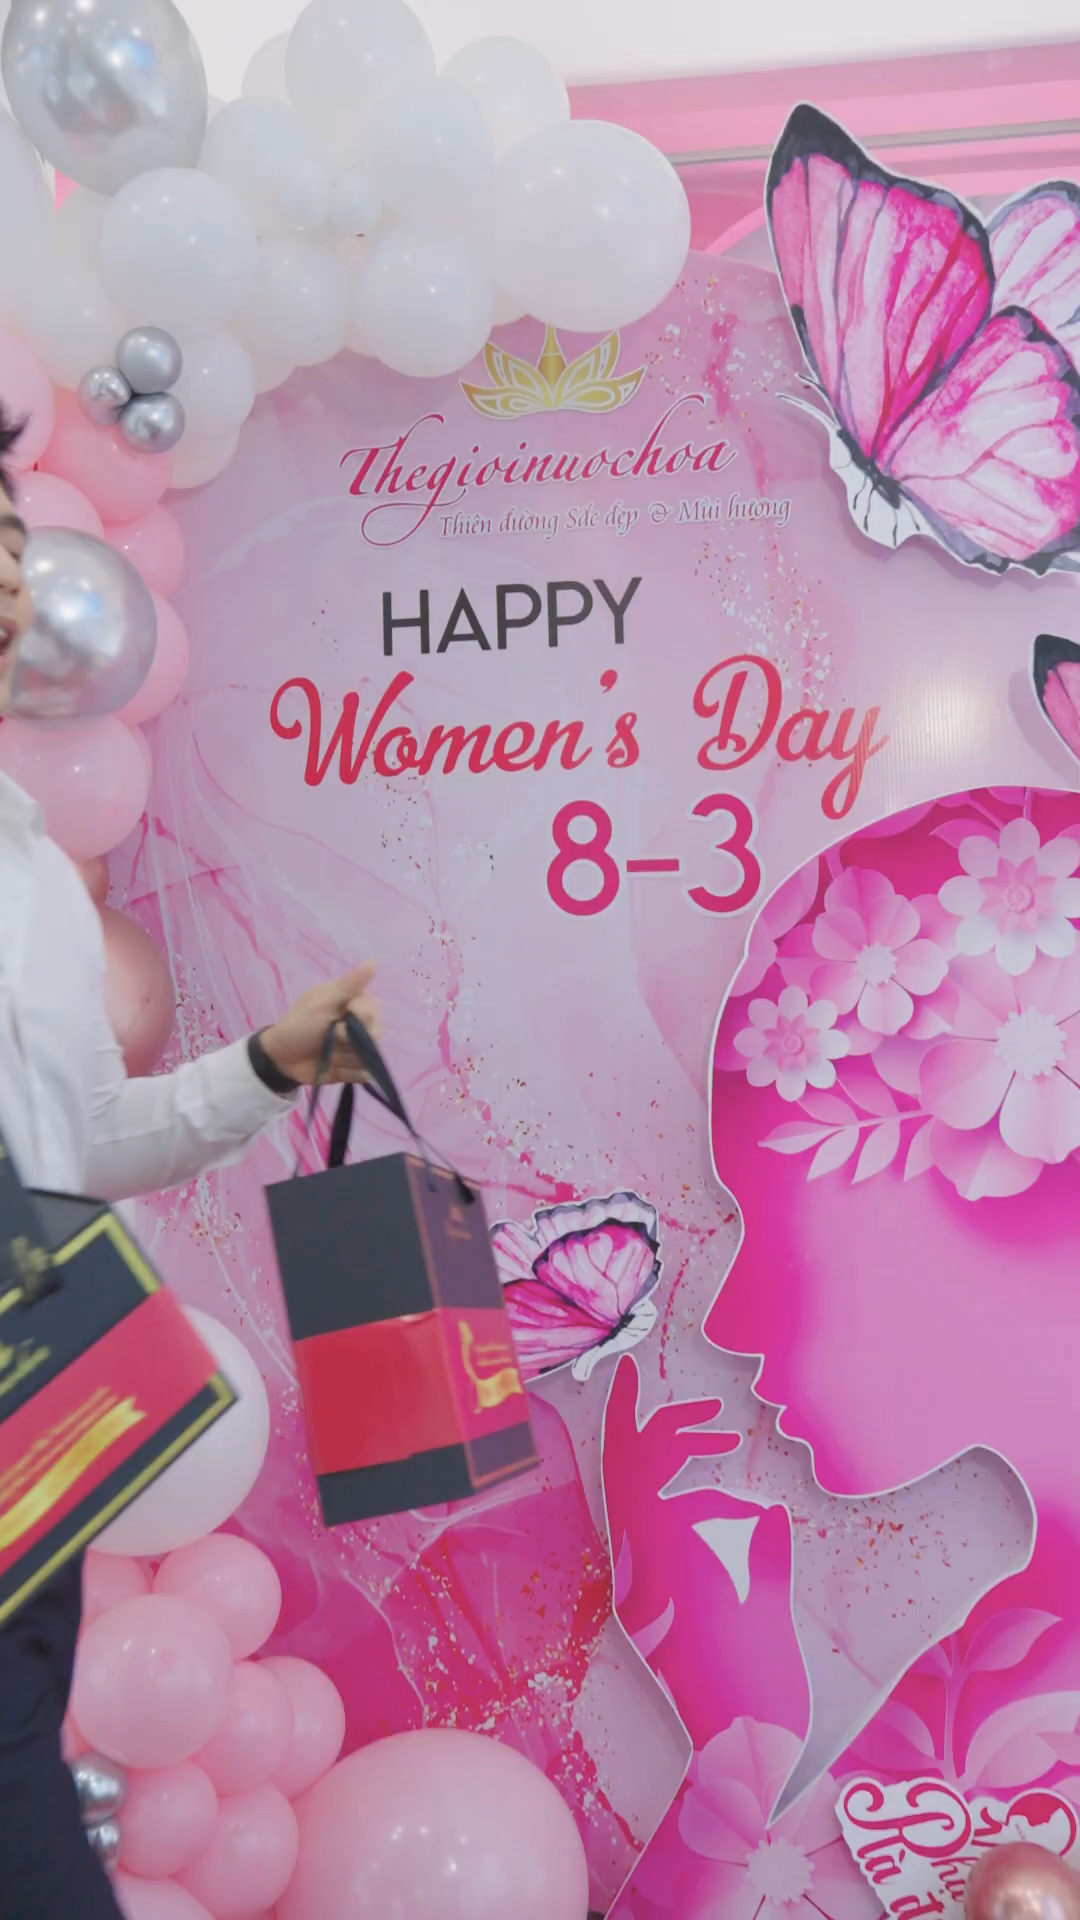 Thegioinuochoa
Thiên đường Sắc đẹp & Mùi hương
HAPPY
Women's Day
8-3